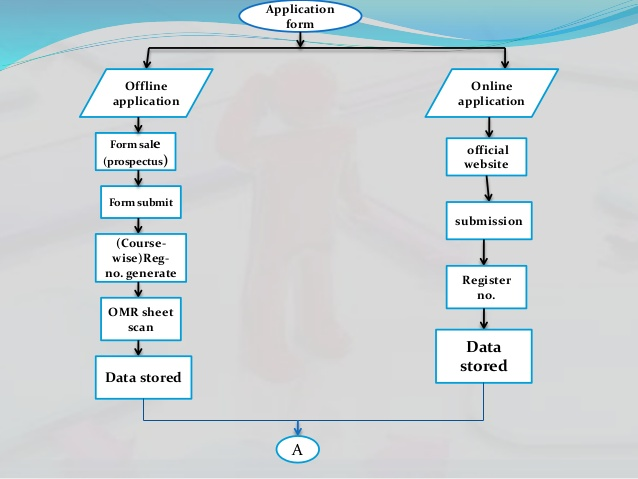 Application
form
Offline
application
Form sale
(prospectus)
Form submit
(Course-
wise)Reg-
no. generate
OMR sheet
scan
Data stored
Online
application
official
website
submission
Register
no.
Data
stored
A